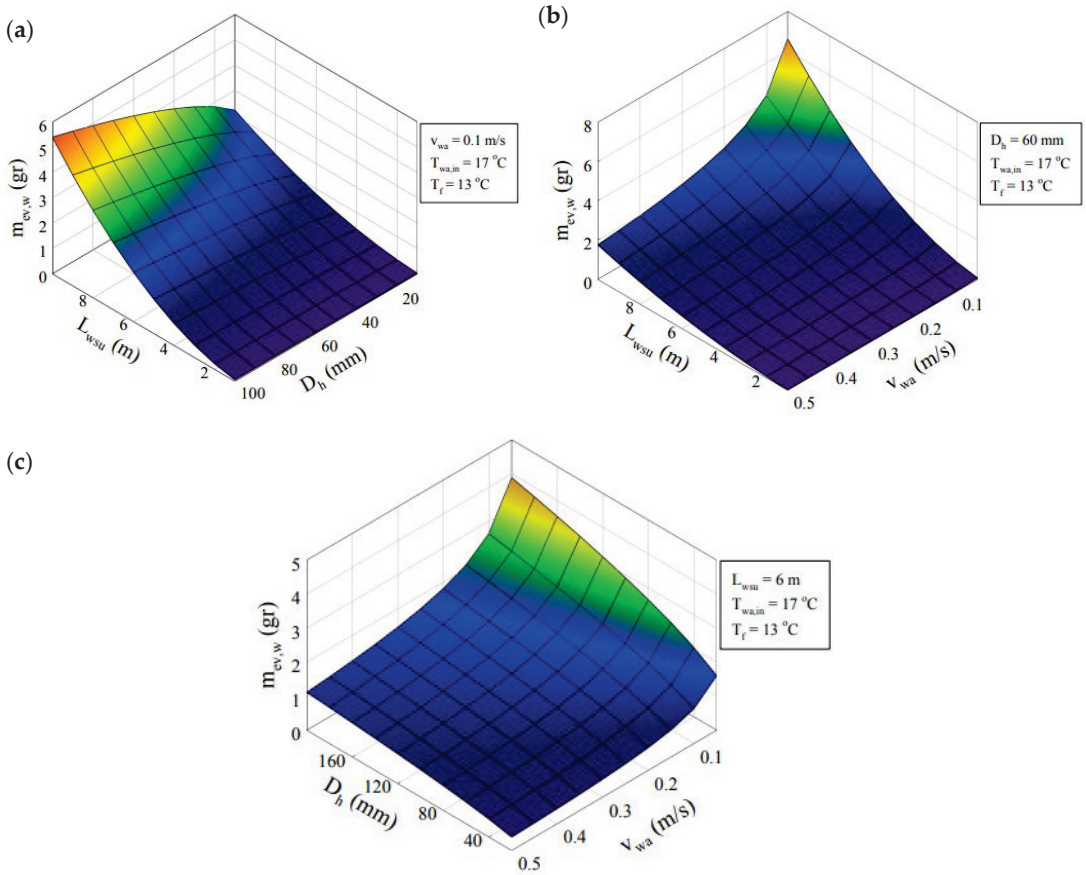 (a)
6
5
4
3
2
1
0
m_ev,w (gr)
8
6
4
2
L_wsu (m)
100
80
60
40
20
D_h (mm)
v_wa = 0.1 m/s
T_wa,in = 17 °C
T_f = 13 °C
(b)
8
6
4
2
0
m_ev,w (gr)
8
6
4
2
L_wsu (m)
0.5
0.4
0.3
0.2
0.1
v_wa (m/s)
D_h = 60 mm
T_wa,in = 17 °C
T_f = 13 °C
(c)
5
4
3
2
1
0
m_ev,w (gr)
160
120
80
40
D_h (mm)
0.5
0.4
0.3
0.2
0.1
v_wa (m/s)
L_wsu = 6 m
T_wa,in = 17 °C
T_f = 13 °C